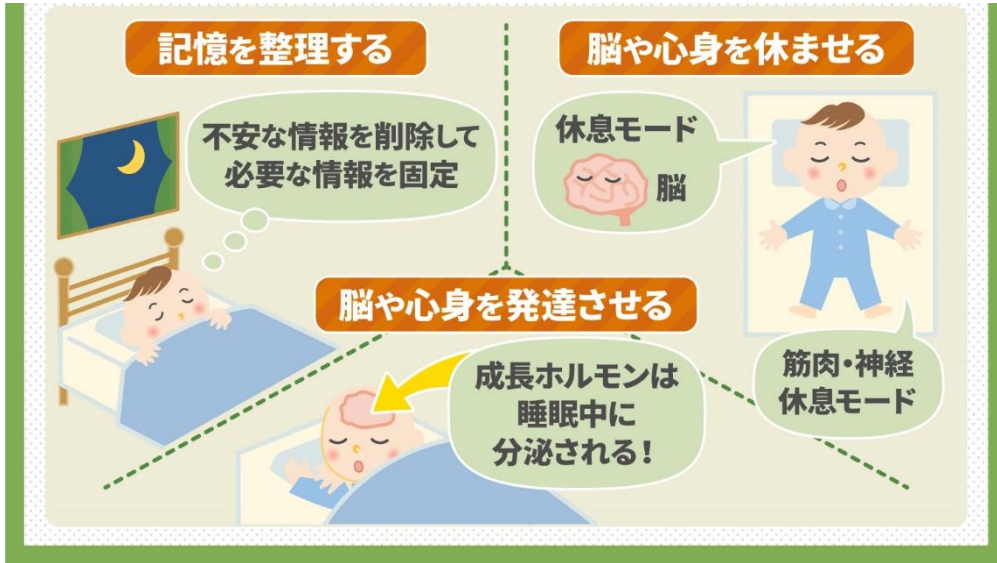 記憶を整理する
不安な情報を削除して
必要な情報を固定
脳や心身を休ませる
休息モード
脳
筋肉・神経
休息モード
脳や心身を発達させる
成長ホルモンは
睡眠中に
分泌される!